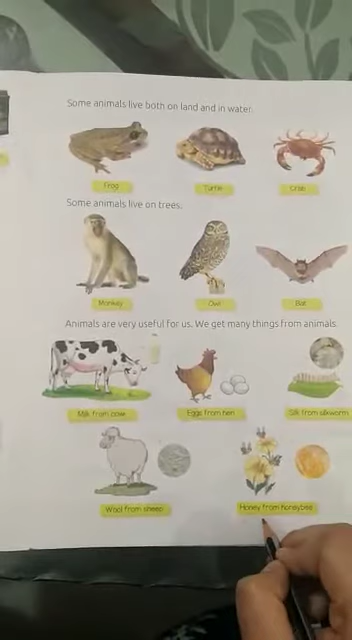 Some animals live both on land and in water.
Frog
Turtle
Crab
Some animals live on trees.
Monkey
Owl
Bat
Animals are very useful for us. We get many things from animals.
Milk from cow
Eggs from hen
Silk from silkworm
Wool from sheep
Honey from honeybee